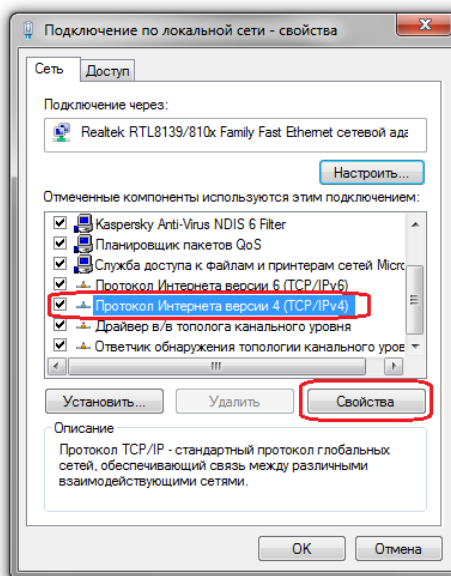 Подключение по локальной сети - свойства
Сеть
Доступ
Подключение через:
Realtek RTL8139/810x Family Fast Ethernet сетевой ада
Настроить...
Отмеченные компоненты используются этим подключением:
Kaspersky Anti-Virus NDIS 6 Filter
Планировщик пакетов QoS
Служба доступа к файлам и принтерам сетей Micro
Протокол Интернета версии 6 (TCP/IPv6)
Протокол Интернета версии 4 (TCP/IPv4)
Драйвер в/в тополога канального уровня
Ответчик обнаружения топологии канального уров
Установить...
Удалить
Свойства
Описание
Протокол TCP/IP - стандартный протокол глобальных
сетей, обеспечивающий связь между различными
взаимодействующими сетями.
OK
Отмена